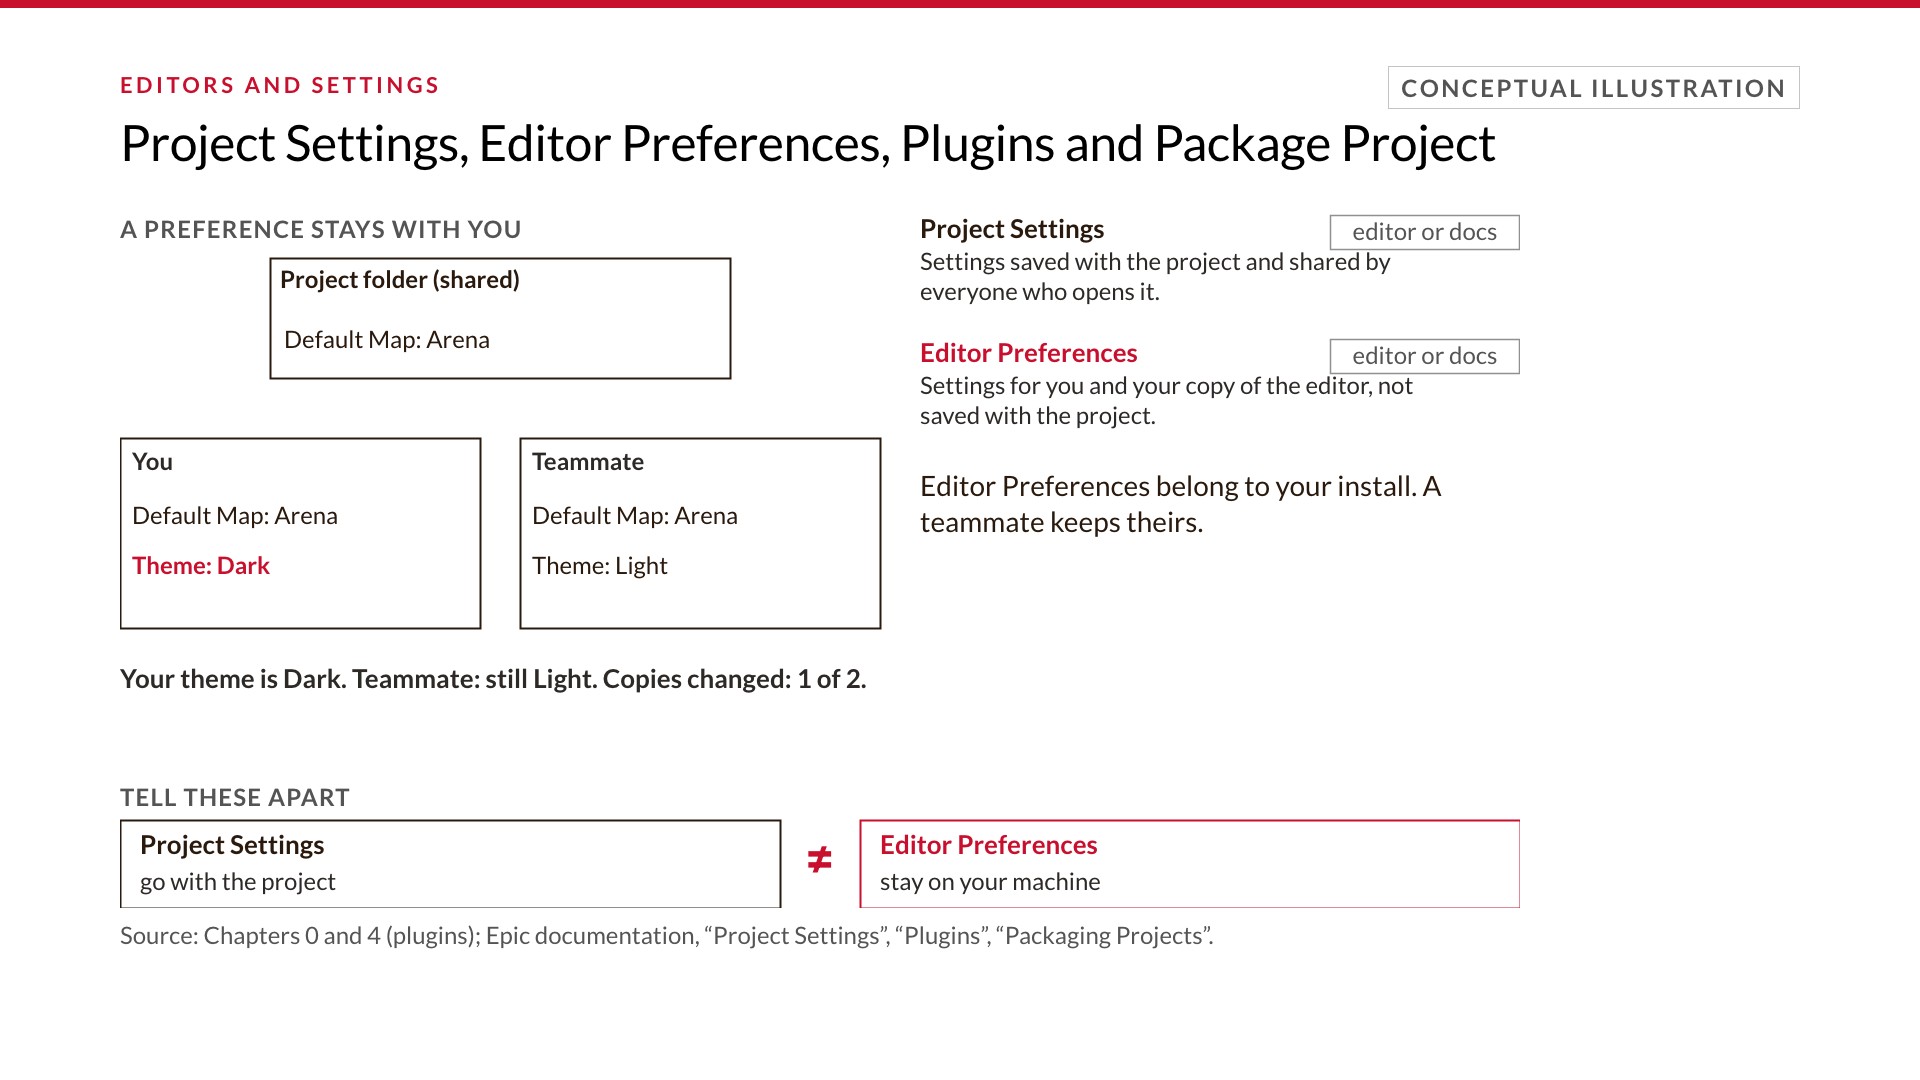 EDITORS AND SETTINGS
CONCEPTUAL ILLUSTRATION
Project Settings, Editor Preferences, Plugins and Package Project
A PREFERENCE STAYS WITH YOU
Project folder (shared)
Default Map: Arena
You
Default Map: Arena
Theme: Dark
Teammate
Default Map: Arena
Theme: Light
Your theme is Dark. Teammate: still Light. Copies changed: 1 of 2.
Project Settings
editor or docs
Settings saved with the project and shared by
everyone who opens it.
Editor Preferences
editor or docs
Settings for you and your copy of the editor, not
saved with the project.
Editor Preferences belong to your install. A
teammate keeps theirs.
TELL THESE APART
Project Settings
go with the project
≠
Editor Preferences
stay on your machine
Source: Chapters 0 and 4 (plugins); Epic documentation, “Project Settings”, “Plugins”, “Packaging Projects”.